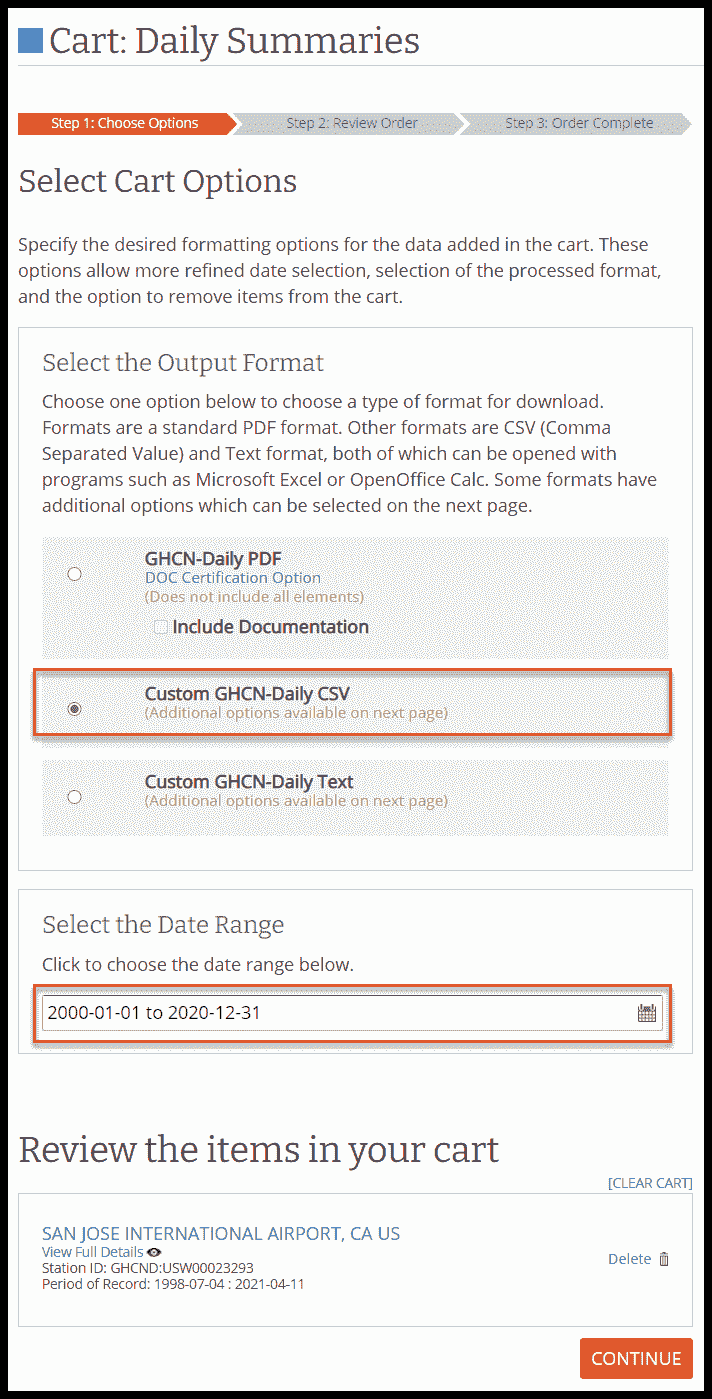 Cart: Daily Summaries
Step 1: Choose Options
Step 2: Review Order
Step 3: Order Complete
Select Cart Options
Specify the desired formatting options for the data added in the cart. These
options allow more refined date selection, selection of the processed format,
and the option to remove items from the cart.
Select the Output Format
Choose one option below to choose a type of format for download.
Formats are a standard PDF format. Other formats are CSV (Comma
Separated Value) and Text format, both of which can be opened with
programs such as Microsoft Excel or OpenOffice Calc. Some formats have
additional options which can be selected on the next page.
GHCN-Daily PDF
DOC Certification Option
(Does not include all elements)
Include Documentation
Custom GHCN-Daily CSV
(Additional options available on next page)
Custom GHCN-Daily Text
(Additional options available on next page)
Select the Date Range
Click to choose the date range below.
2000-01-01 to 2020-12-31
Review the items in your cart
[CLEAR CART]
SAN JOSE INTERNATIONAL AIRPORT, CA US
View Full Details
Station ID: GHCND:USW00023293
Delete
Period of Record: 1998-07-04 : 2021-04-11
CONTINUE